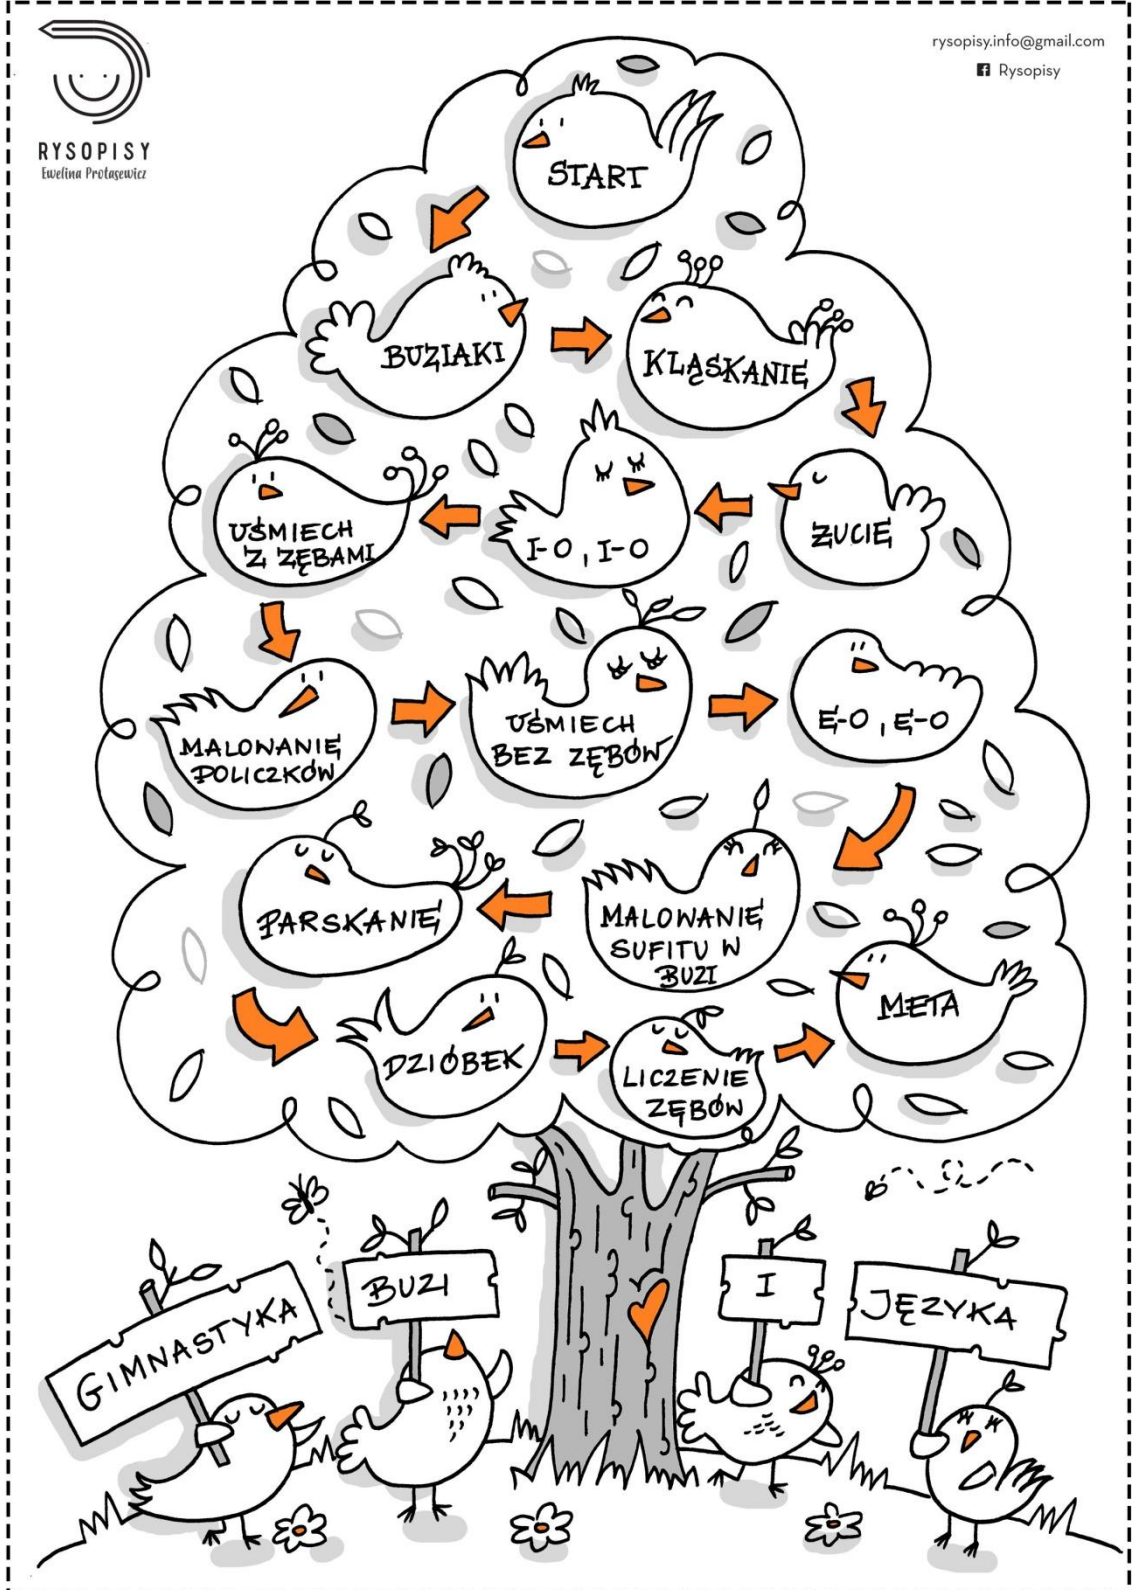 RYSOPISY
Ewelina Protasewicz
rysopisy.info@gmail.com
Rysopisy
START
BUZIAKI
KLĄSKANIE
ŻUCIE
I-O, I-O
UŚMIECH
Z ZĘBAMI
MALOWANIE
POLICZKÓW
UŚMIECH
BEZ ZĘBÓW
E-O, E-O
MALOWANIE
SUFITU W
BUZI
PARSKANIE
DZIÓBEK
LICZENIE
ZĘBÓW
META
GIMNASTYKA
BUZI
I
JĘZYKA